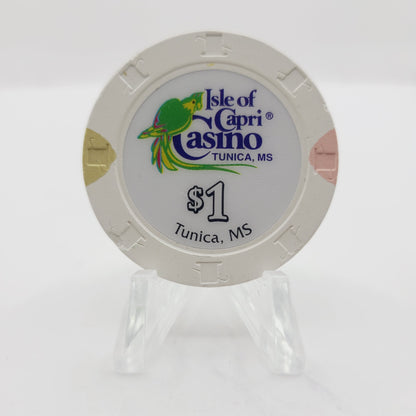 Isle of
Capri®
Casino
TUNICA, MS
$1
Tunica, MS